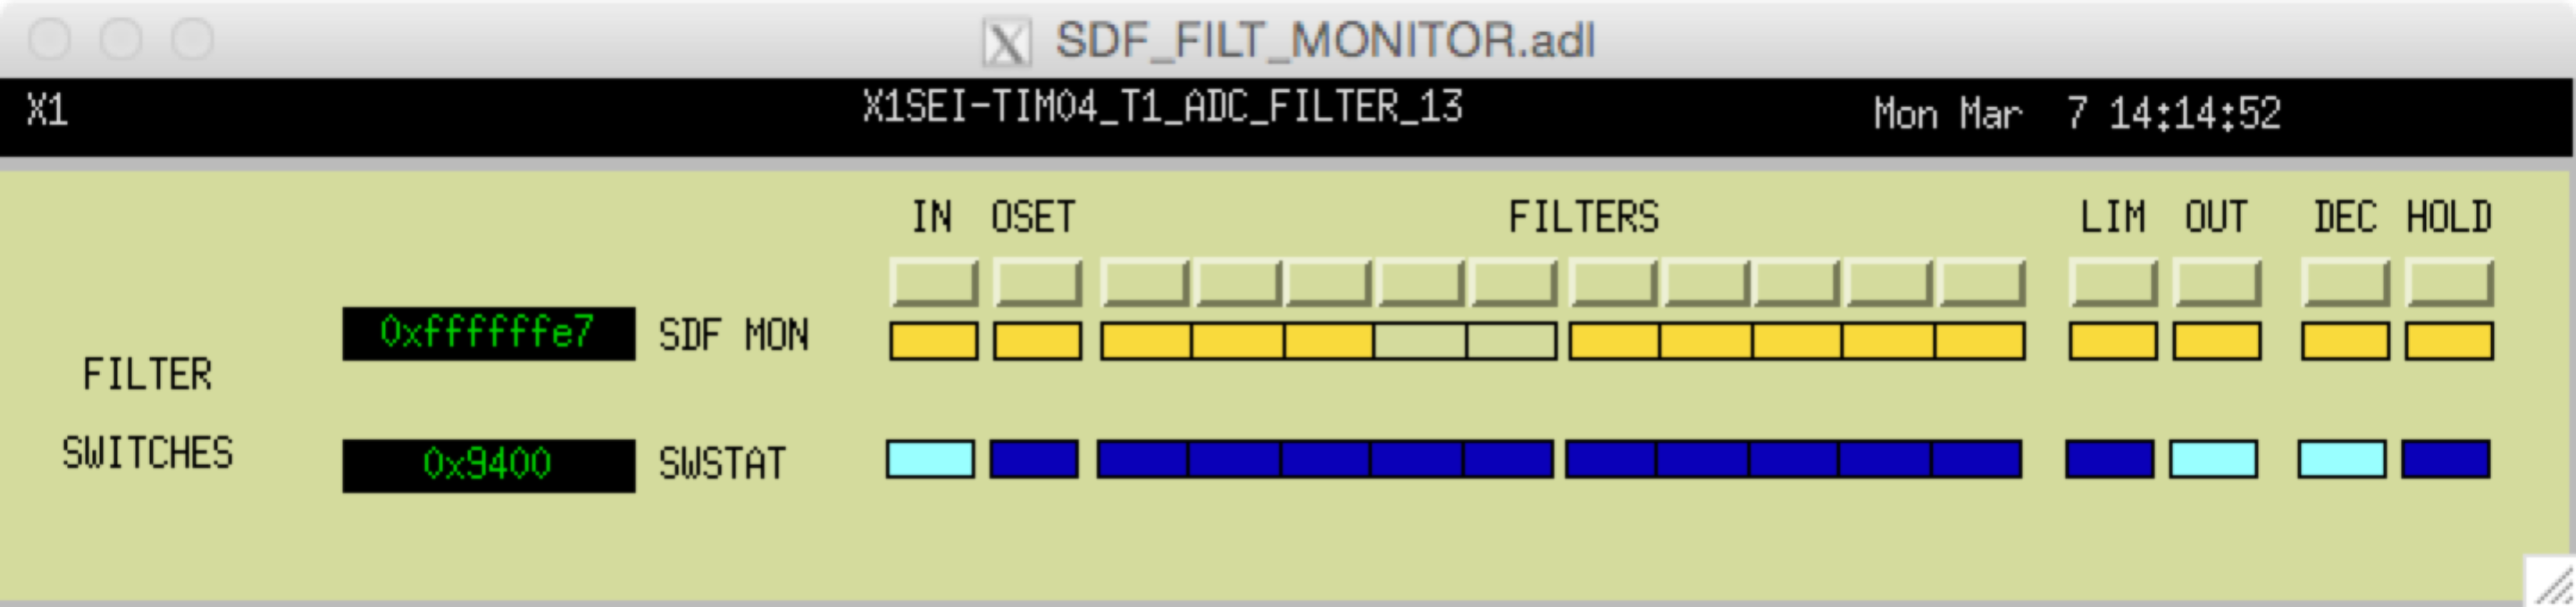 X SDF_FILT_MONITOR.adl
X1 X1SEI-TIM04_T1_ADC_FILTER_13 Mon Mar 7 14:14:52
IN OSET FILTERS LIM OUT DEC HOLD
0xffffffe7 SDF MON
FILTER
SWITCHES 0x9400 SWSTAT